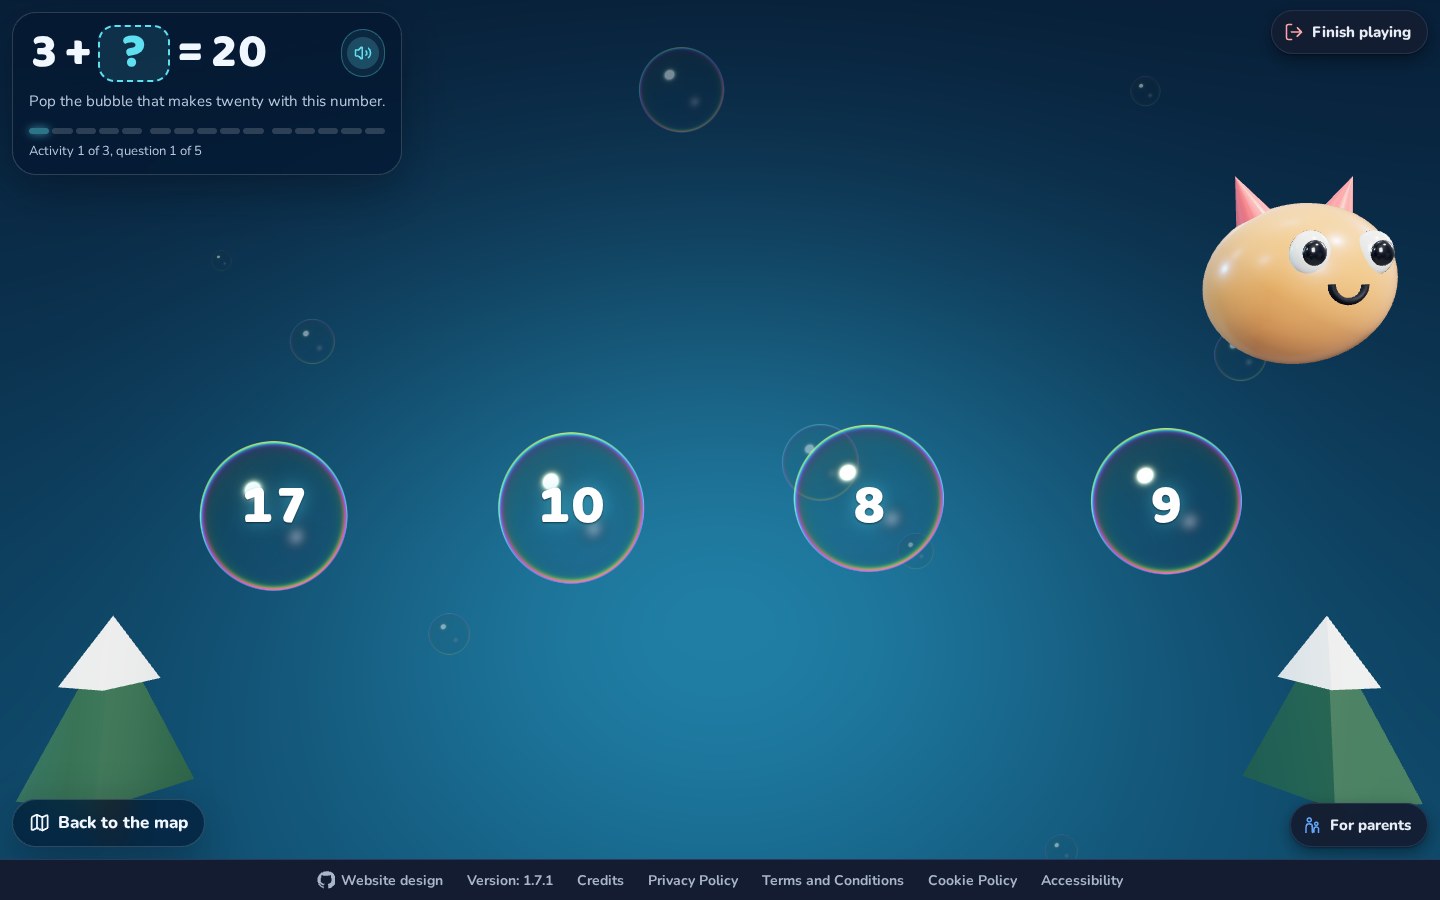 3 + ? = 20
Finish playing
Pop the bubble that makes twenty with this number.
Activity 1 of 3, question 1 of 5
17
10
8
9
Back to the map
For parents
Website design Version: 1.7.1 Credits Privacy Policy Terms and Conditions Cookie Policy Accessibility